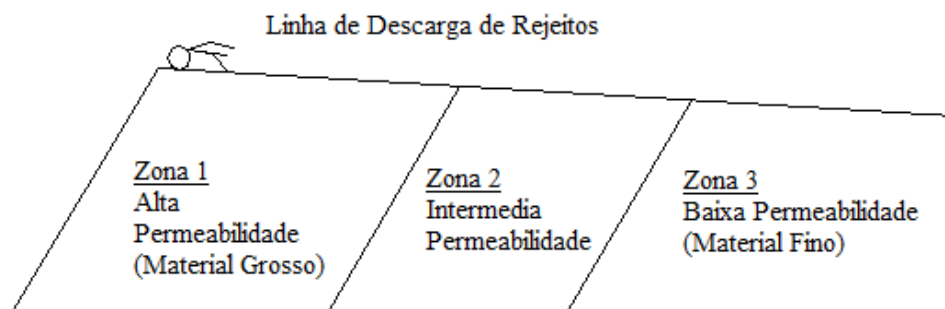 Linha de Descarga de Rejeitos
Zona 1
Alta
Permeabilidade
(Material Grosso)
Zona 2
Intermedia
Permeabilidade
Zona 3
Baixa Permeabilidade
(Material Fino)